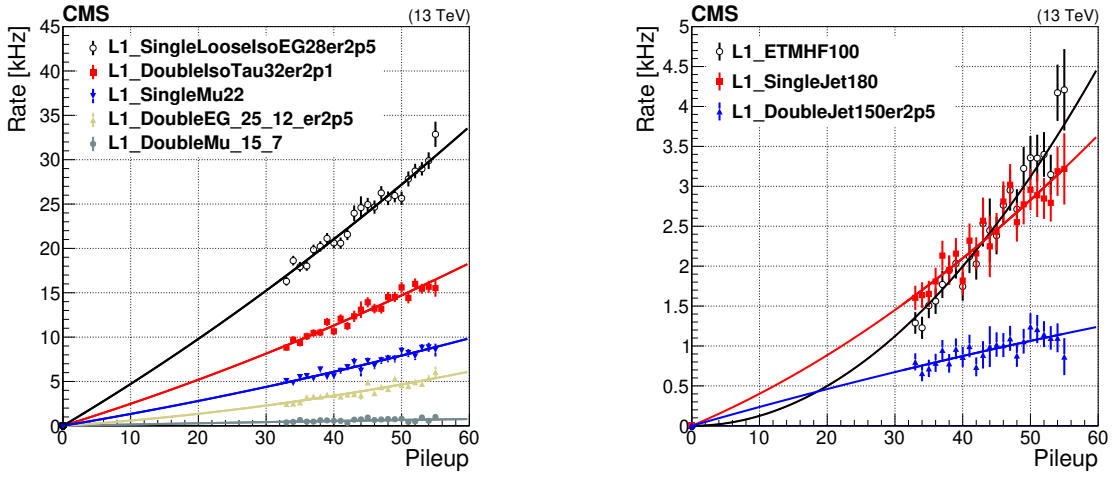 CMS (13 TeV)
Rate [kHz]
45
40
35
30
25
20
15
10
5
0
L1_SingleLooseIsoEG28er2p5
L1_DoubleIsoTau32er2p1
L1_SingleMu22
L1_DoubleEG_25_12_er2p5
L1_DoubleMu_15_7
0 10 20 30 40 50 60
Pileup
CMS (13 TeV)
Rate [kHz]
5
4.5
4
3.5
3
2.5
2
1.5
1
0.5
0
L1_ETMHF100
L1_SingleJet180
L1_DoubleJet150er2p5
0 10 20 30 40 50 60
Pileup